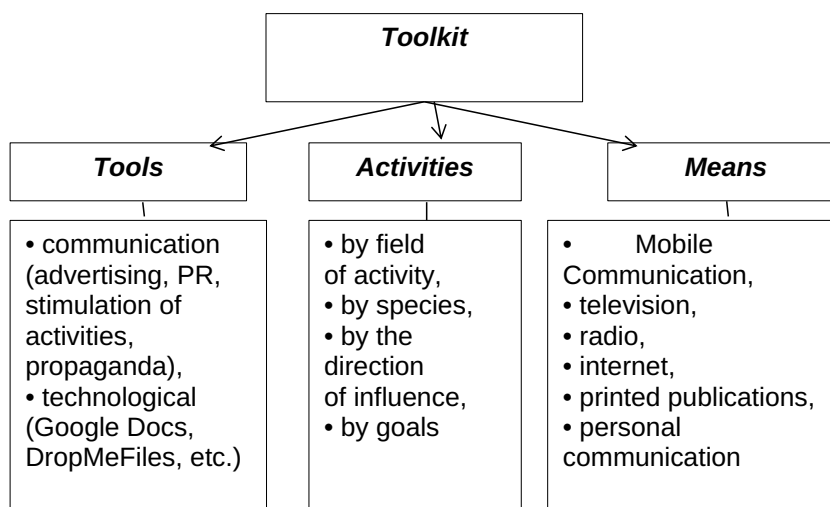 Toolkit
Tools
Activities
Means
• communication
(advertising, PR,
stimulation of
activities,
propaganda),
• technological
(Google Docs,
DropMeFiles, etc.)
• by field
of activity,
• by species,
• by the
direction
of influence,
• by goals
• Mobile
Communication,
• television,
• radio,
• internet,
• printed publications,
• personal
communication